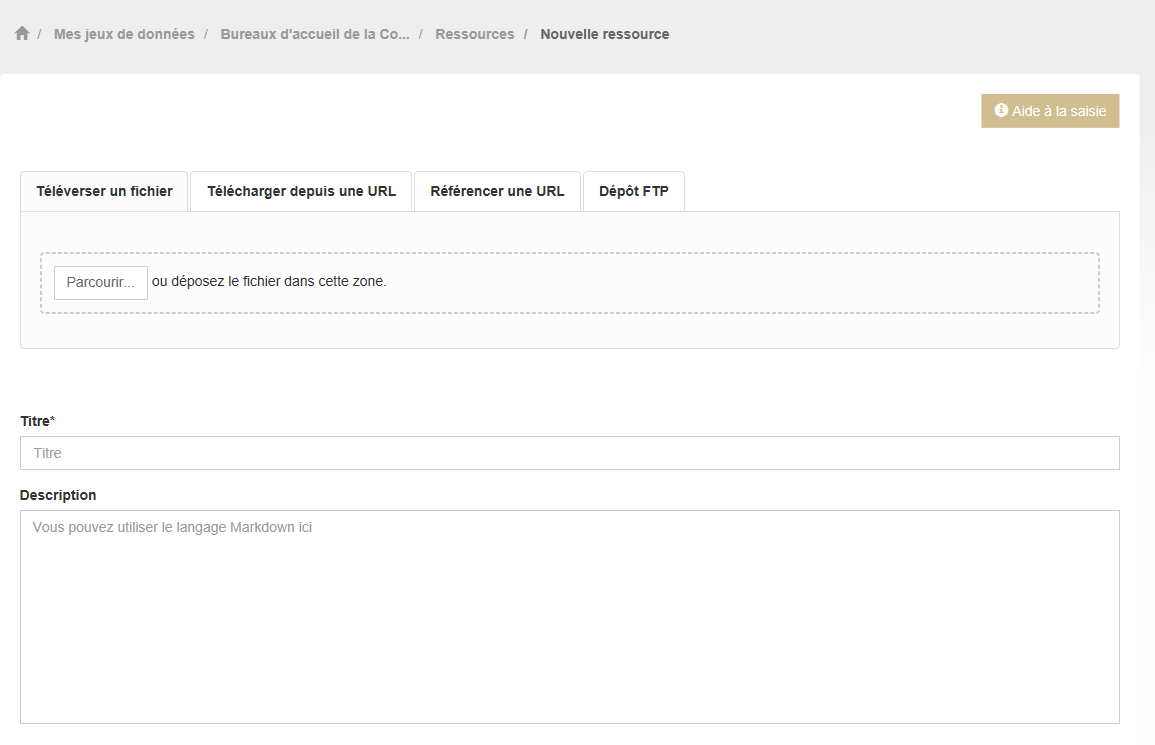 / Mes jeux de données / Bureaux d'accueil de la Co... / Ressources / Nouvelle ressource
Aide à la saisie
Téléverser un fichier Télécharger depuis une URL Référencer une URL Dépôt FTP
Parcourir... ou déposez le fichier dans cette zone.
Titre*
Titre
Description
Vous pouvez utiliser le langage Markdown ici